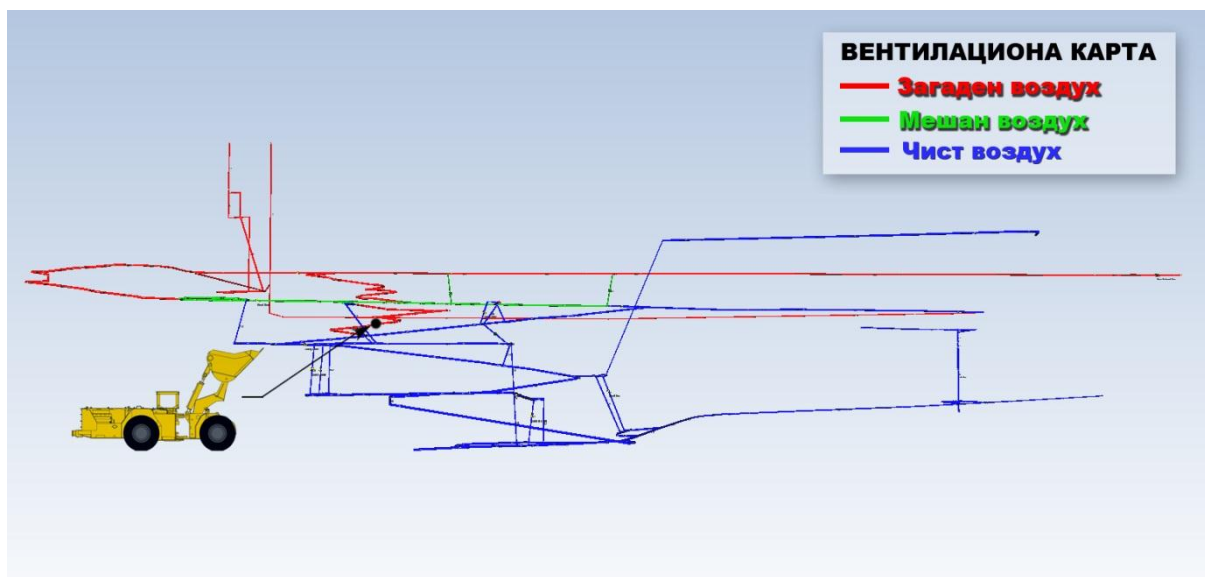 ВЕНТИЛАЦИОНА КАРТА
Загаден воздух
Мешан воздух
Чист воздух